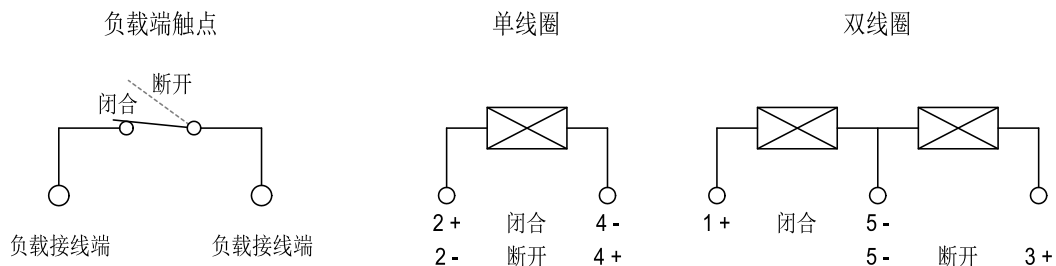 负载端触点 单线圈 双线圈
断开
闭合
2 + 闭合 4 - 1 + 闭合 5 -
负载接线端 负载接线端
2 - 断开 4 + 5 - 断开 3 +